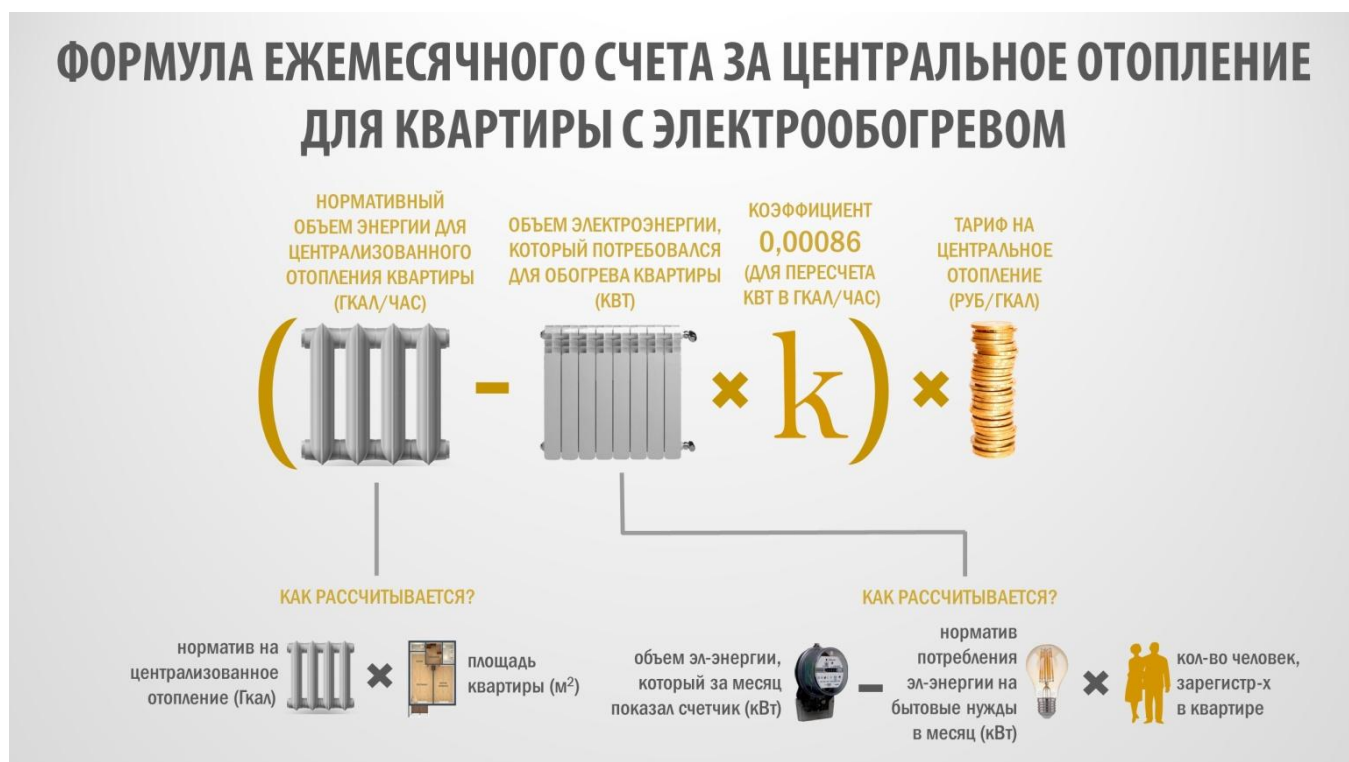 ФОРМУЛА ЕЖЕМЕСЯЧНОГО СЧЕТА ЗА ЦЕНТРАЛЬНОЕ ОТОПЛЕНИЕ
ДЛЯ КВАРТИРЫ С ЭЛЕКТРООБОГРЕВОМ
НОРМАТИВНЫЙ
ОБЪЕМ ЭНЕРГИИ ДЛЯ
ЦЕНТРАЛИЗОВАННОГО
ОТОПЛЕНИЯ КВАРТИРЫ
(ГКАЛ/ЧАС)
ОБЪЕМ ЭЛЕКТРОЭНЕРГИИ,
КОТОРЫЙ ПОТРЕБОВАЛСЯ
ДЛЯ ОБОГРЕВА КВАРТИРЫ
(КВТ)
КОЭФФИЦИЕНТ
0,00086
(ДЛЯ ПЕРЕСЧЕТА
КВТ В ГКАЛ/ЧАС)
ТАРИФ НА
ЦЕНТРАЛЬНОЕ
ОТОПЛЕНИЕ
(РУБ/ГКАЛ)
( - × k) ×
КАК РАССЧИТЫВАЕТСЯ?
норматив на
централизованное
отопление (Гкал)
×
площадь
квартиры (м²)
КАК РАССЧИТЫВАЕТСЯ?
объем эл-энергии,
который за месяц
показал счетчик (кВт)
-
норматив
потребления
эл-энергии на
бытовые нужды
в месяц (кВт)
×
кол-во человек,
зарегистр-х
в квартире